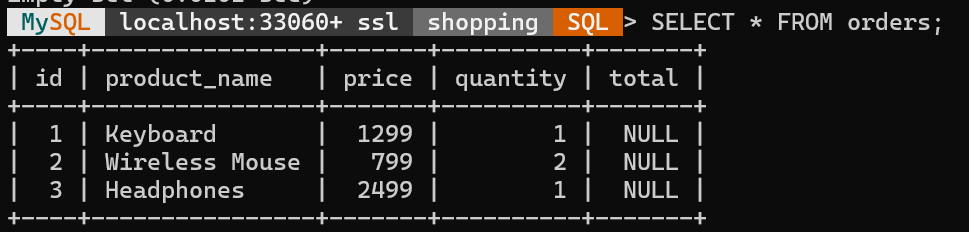 MySQL localhost:33060+ ssl shopping SQL > SELECT * FROM orders;
+----+----------------+-------+----------+-------+
| id | product_name   | price | quantity | total |
+----+----------------+-------+----------+-------+
|  1 | Keyboard       |  1299 |        1 |  NULL |
|  2 | Wireless Mouse |   799 |        2 |  NULL |
|  3 | Headphones     |  2499 |        1 |  NULL |
+----+----------------+-------+----------+-------+